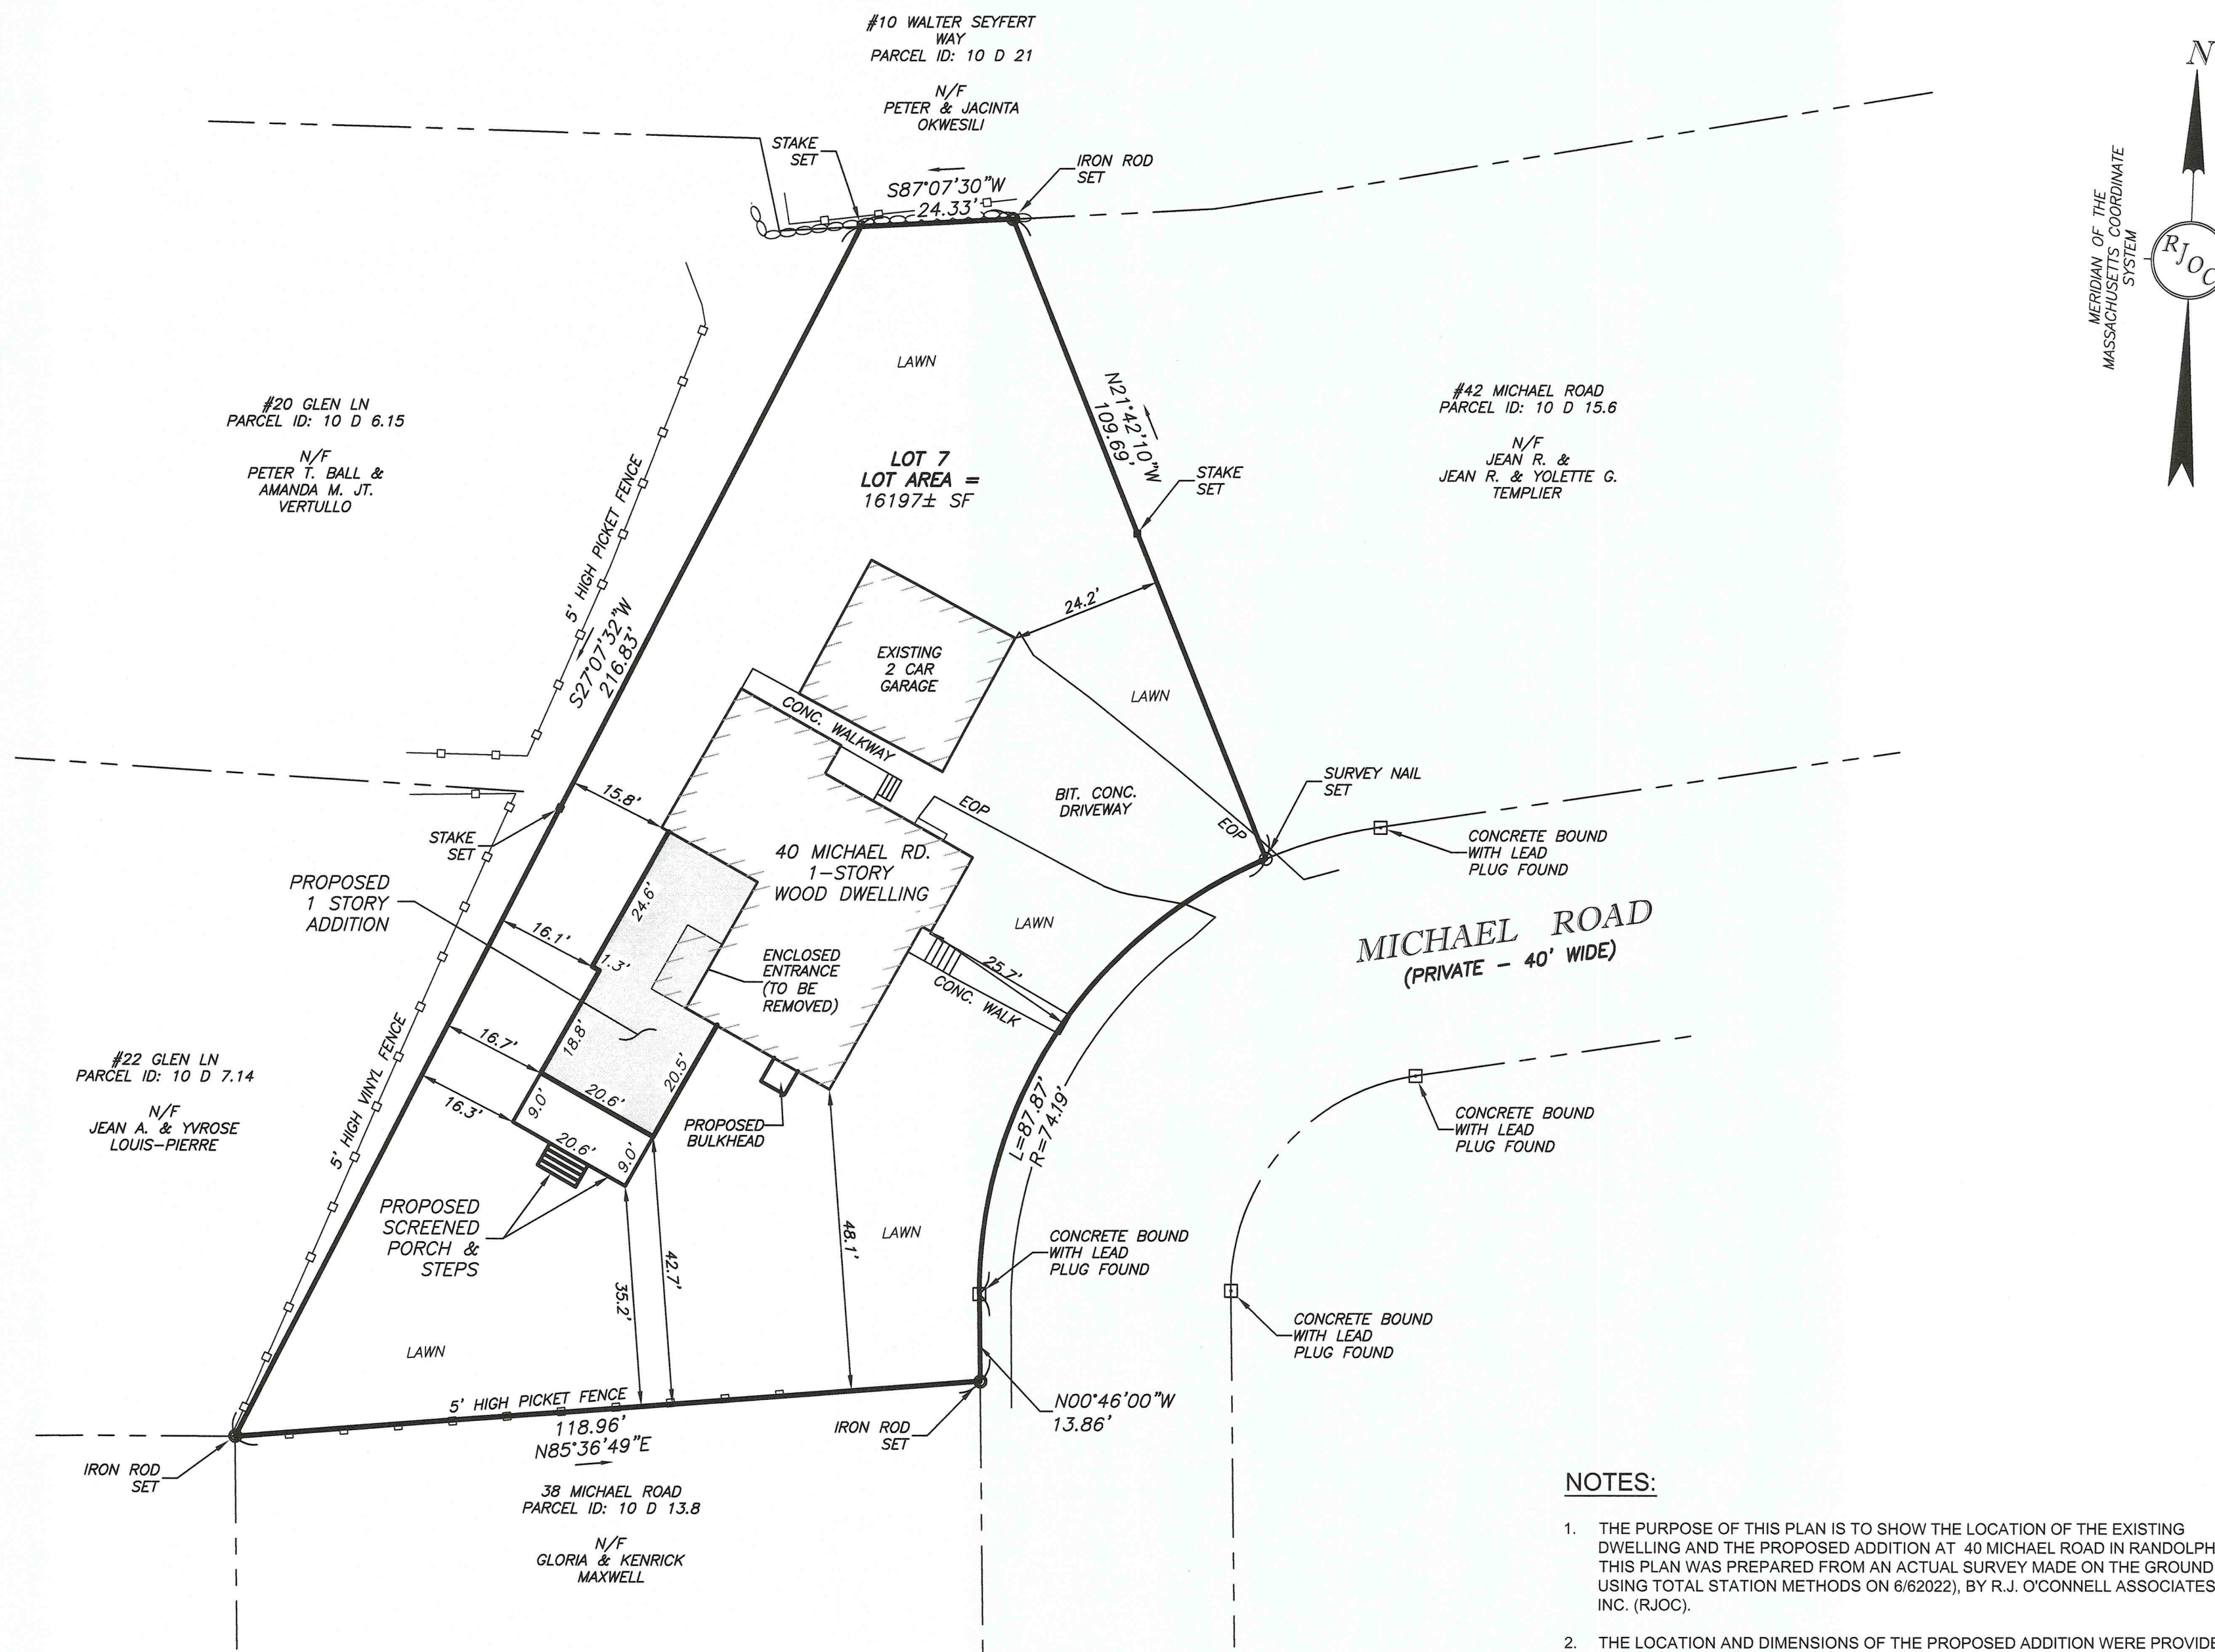 #10 WALTER SEYFERT
WAY
PARCEL ID: 10 D 21
N/F
PETER & JACINTA
OKWESILI
N
MERIDIAN OF THE
MASSACHUSETTS COORDINATE
SYSTEM
RJOC
STAKE
SET
IRON ROD
SET
S87°07'30"W
24.33'
LAWN
#20 GLEN LN
PARCEL ID: 10 D 6.15
N/F
PETER T. BALL &
AMANDA M. JT.
VERTULLO
5' HIGH PICKET FENCE
S27°07'32"W
216.83'
LOT 7
LOT AREA =
16197± SF
N21°42'10"W
109.69'
STAKE
SET
#42 MICHAEL ROAD
PARCEL ID: 10 D 15.6
N/F
JEAN R. &
JEAN R. & YOLETTE G.
TEMPLIER
24.2'
EXISTING
2 CAR
GARAGE
LAWN
CONC. WALKWAY
EOP
BIT. CONC.
DRIVEWAY
EOP
SURVEY NAIL
SET
CONCRETE BOUND
WITH LEAD
PLUG FOUND
15.8'
STAKE
SET
40 MICHAEL RD.
1-STORY
WOOD DWELLING
PROPOSED
1 STORY
ADDITION
24.6'
16.1'
1.3'
ENCLOSED
ENTRANCE
(TO BE
REMOVED)
LAWN
25.7'
CONC. WALK
MICHAEL ROAD
(PRIVATE - 40' WIDE)
5' HIGH VINYL FENCE
#22 GLEN LN
PARCEL ID: 10 D 7.14
N/F
JEAN A. & YVROSE
LOUIS-PIERRE
16.7'
18.8'
20.5'
16.3'
9.0'
20.6'
20.6'
9.0'
PROPOSED
BULKHEAD
L=87.87'
R=74.19'
CONCRETE BOUND
WITH LEAD
PLUG FOUND
PROPOSED
SCREENED
PORCH &
STEPS
35.2'
42.7'
48.1'
LAWN
CONCRETE BOUND
WITH LEAD
PLUG FOUND
CONCRETE BOUND
WITH LEAD
PLUG FOUND
LAWN
5' HIGH PICKET FENCE
118.96'
N85°36'49"E
IRON ROD
SET
N00°46'00"W
13.86'
IRON ROD
SET
38 MICHAEL ROAD
PARCEL ID: 10 D 13.8
N/F
GLORIA & KENRICK
MAXWELL
NOTES:
1. THE PURPOSE OF THIS PLAN IS TO SHOW THE LOCATION OF THE EXISTING
DWELLING AND THE PROPOSED ADDITION AT 40 MICHAEL ROAD IN RANDOLPH
THIS PLAN WAS PREPARED FROM AN ACTUAL SURVEY MADE ON THE GROUND
USING TOTAL STATION METHODS ON 6/62022), BY R.J. O'CONNELL ASSOCIATES
INC. (RJOC).
2. THE LOCATION AND DIMENSIONS OF THE PROPOSED ADDITION WERE PROVIDE